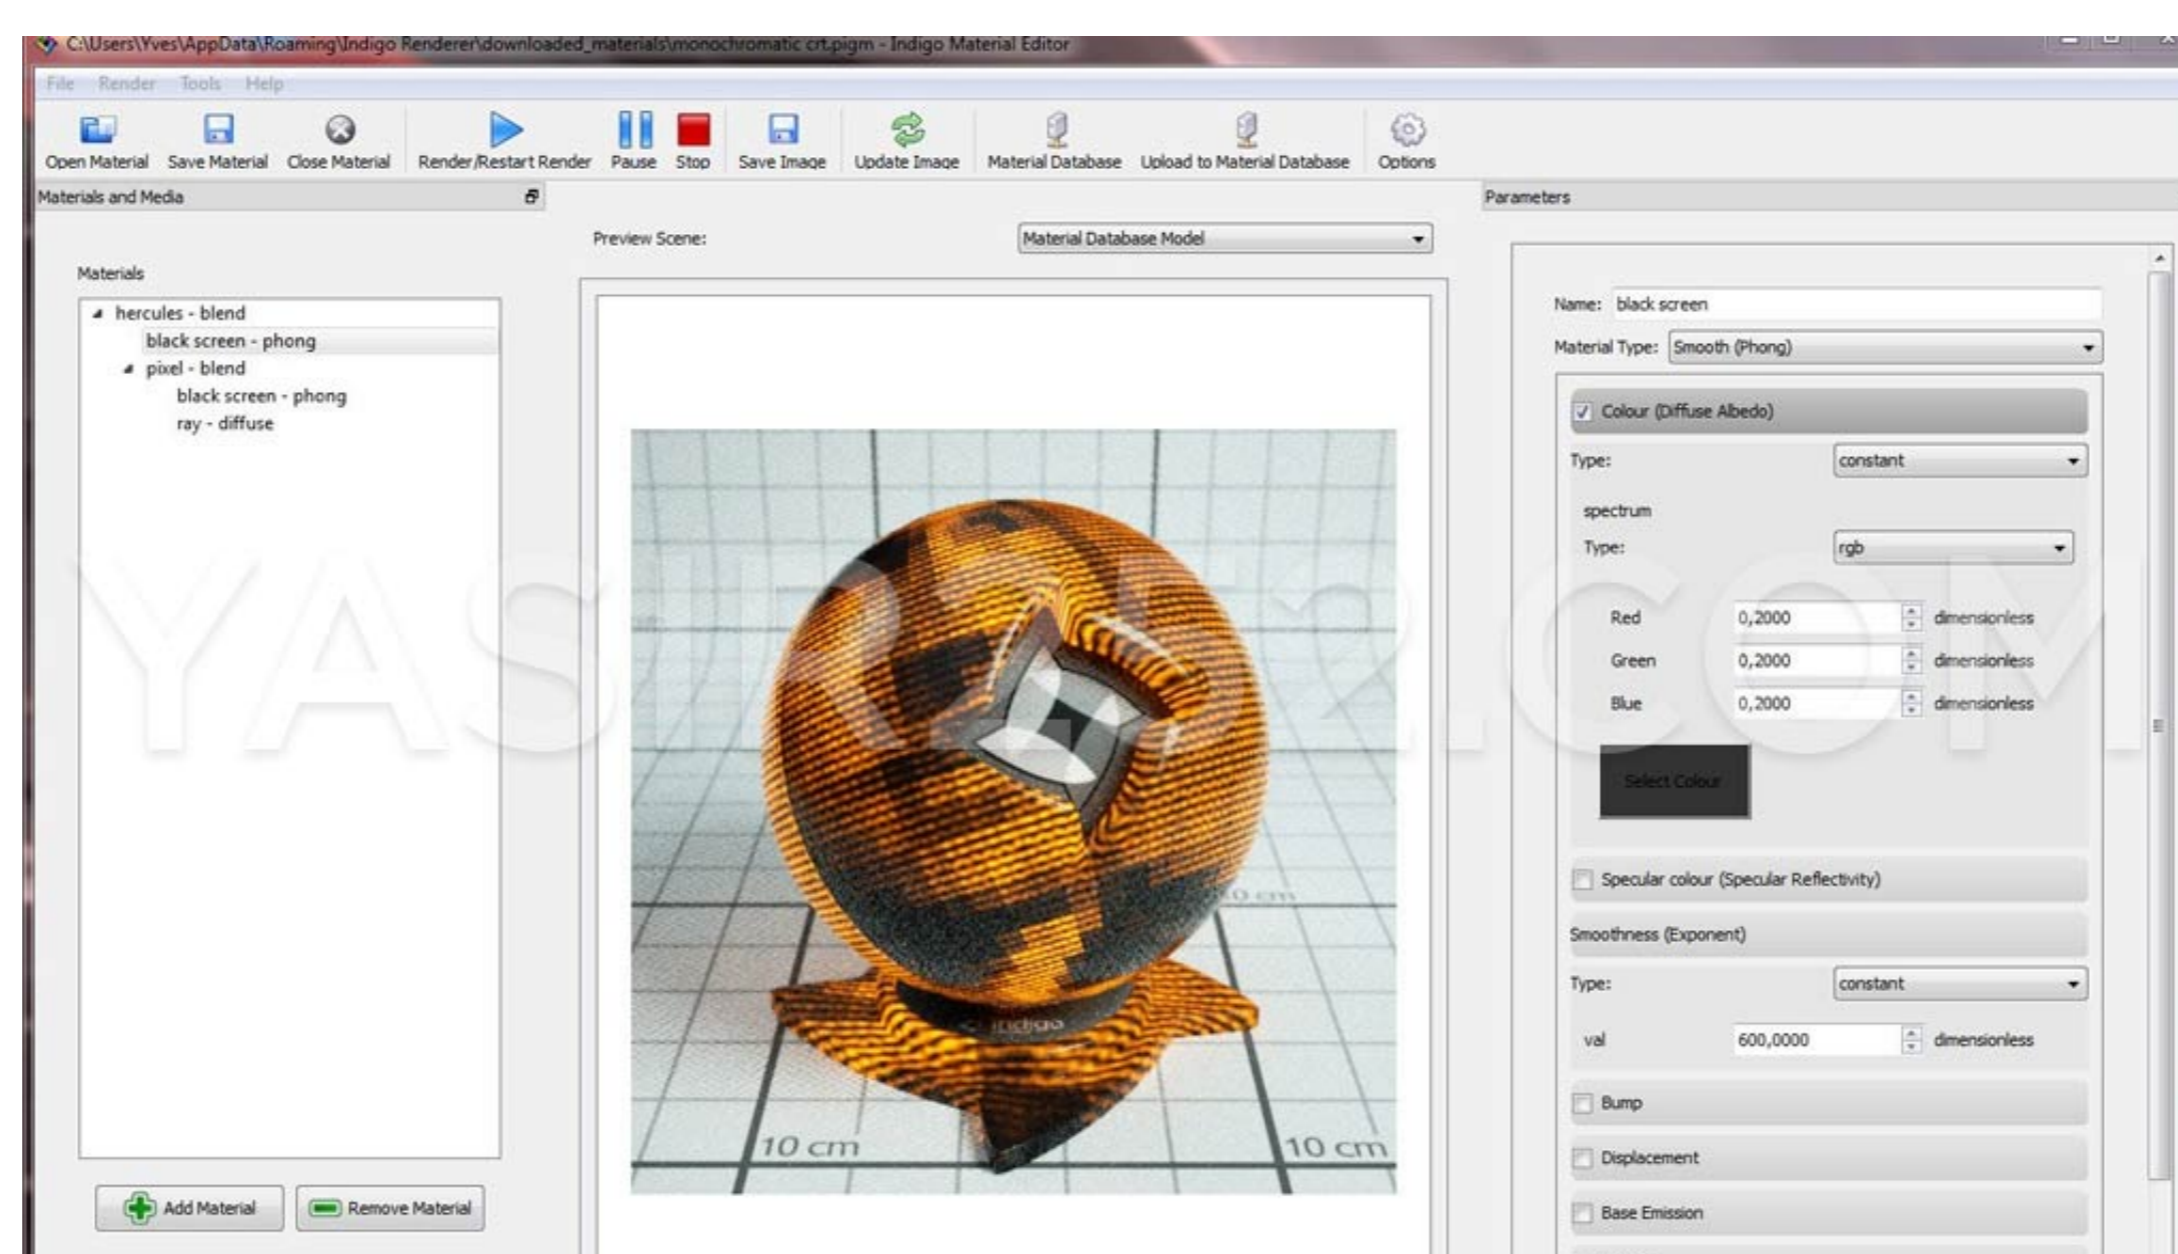 C:\Users\Yves\AppData\Roaming\Indigo Renderer\downloaded_materials\monochromatic crt.pigm - Indigo Material Editor
File Render Tools Help
Open Material Save Material Close Material Render/Restart Render Pause Stop Save Image Update Image Material Database Upload to Material Database Options
Materials and Media
Parameters
Preview Scene: Material Database Model
Materials
hercules - blend
black screen - phong
pixel - blend
black screen - phong
ray - diffuse
Name: black screen
Material Type: Smooth (Phong)
Colour (Diffuse Albedo)
Type: constant
spectrum
Type: rgb
Red 0,2000 dimensionless
Green 0,2000 dimensionless
Blue 0,2000 dimensionless
Select Colour
Specular colour (Specular Reflectivity)
Smoothness (Exponent)
Type: constant
val 600,0000 dimensionless
Bump
Displacement
Base Emission
YASIR252.COM
0 cm
indigo
10 cm 10 cm
Add Material Remove Material